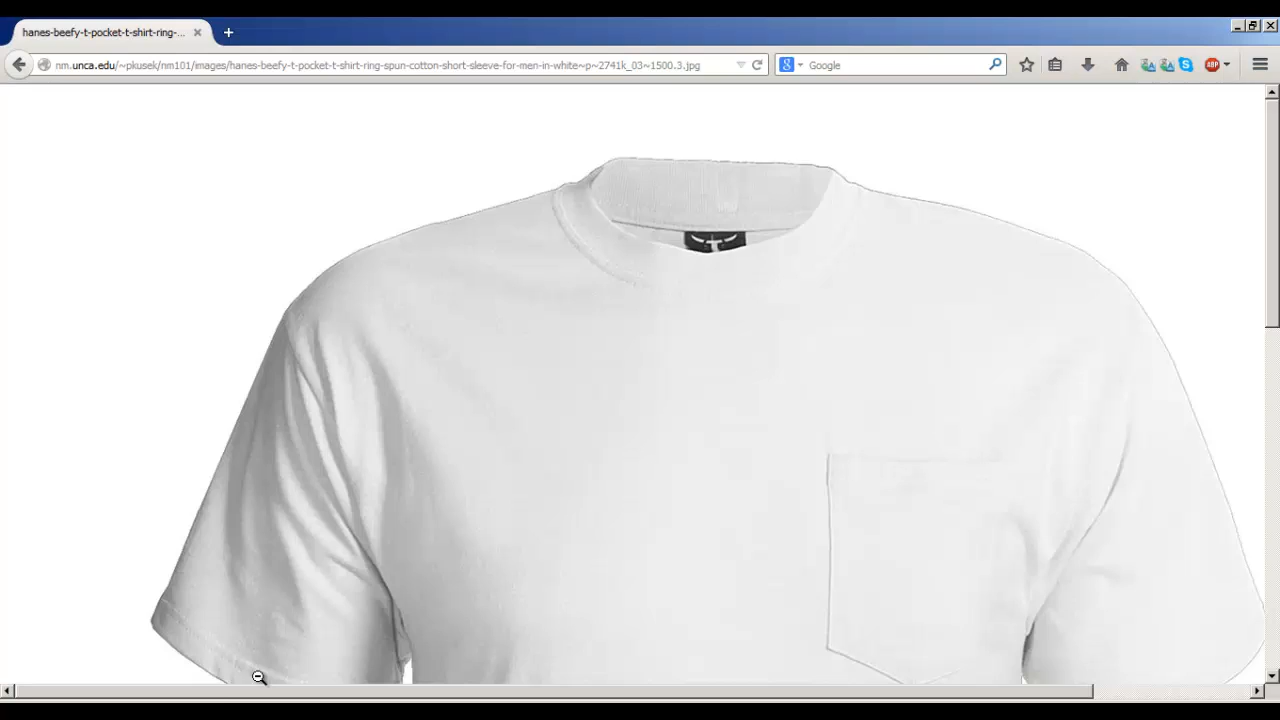 hanes-beefy-t-pocket-t-shirt-ring-...
nm.unca.edu/~pkusek/nm101/images/hanes-beefy-t-pocket-t-shirt-ring-spun-cotton-short-sleeve-for-men-in-white~p~2741k_03~1500.3.jpg
Google
ABP